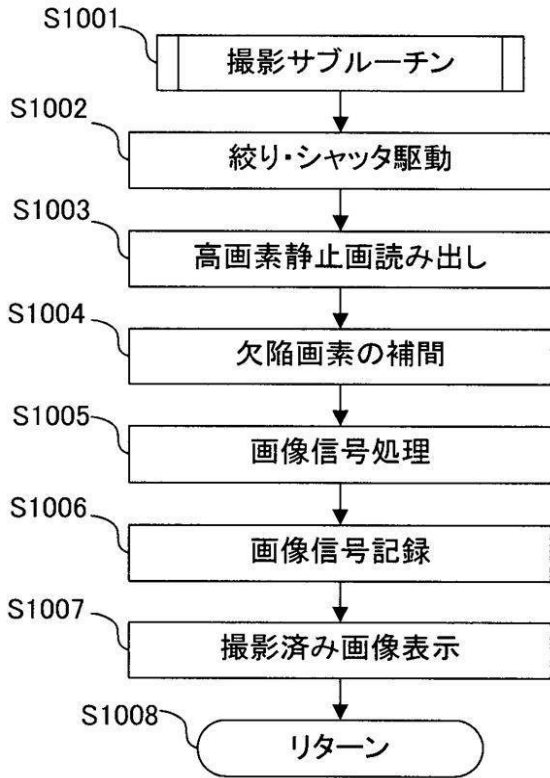 S1001
撮影サブルーチン
S1002
絞り・シャッタ駆動
S1003
高画素静止画読み出し
S1004
欠陥画素の補間
S1005
画像信号処理
S1006
画像信号記録
S1007
撮影済み画像表示
S1008
リターン